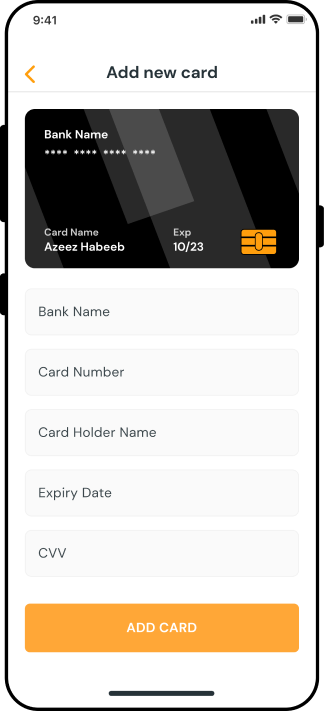 9:41
Add new card
Bank Name
**** **** **** ****
Card Name Exp
Azeez Habeeb 10/23
Bank Name
Card Number
Card Holder Name
Expiry Date
CVV
ADD CARD